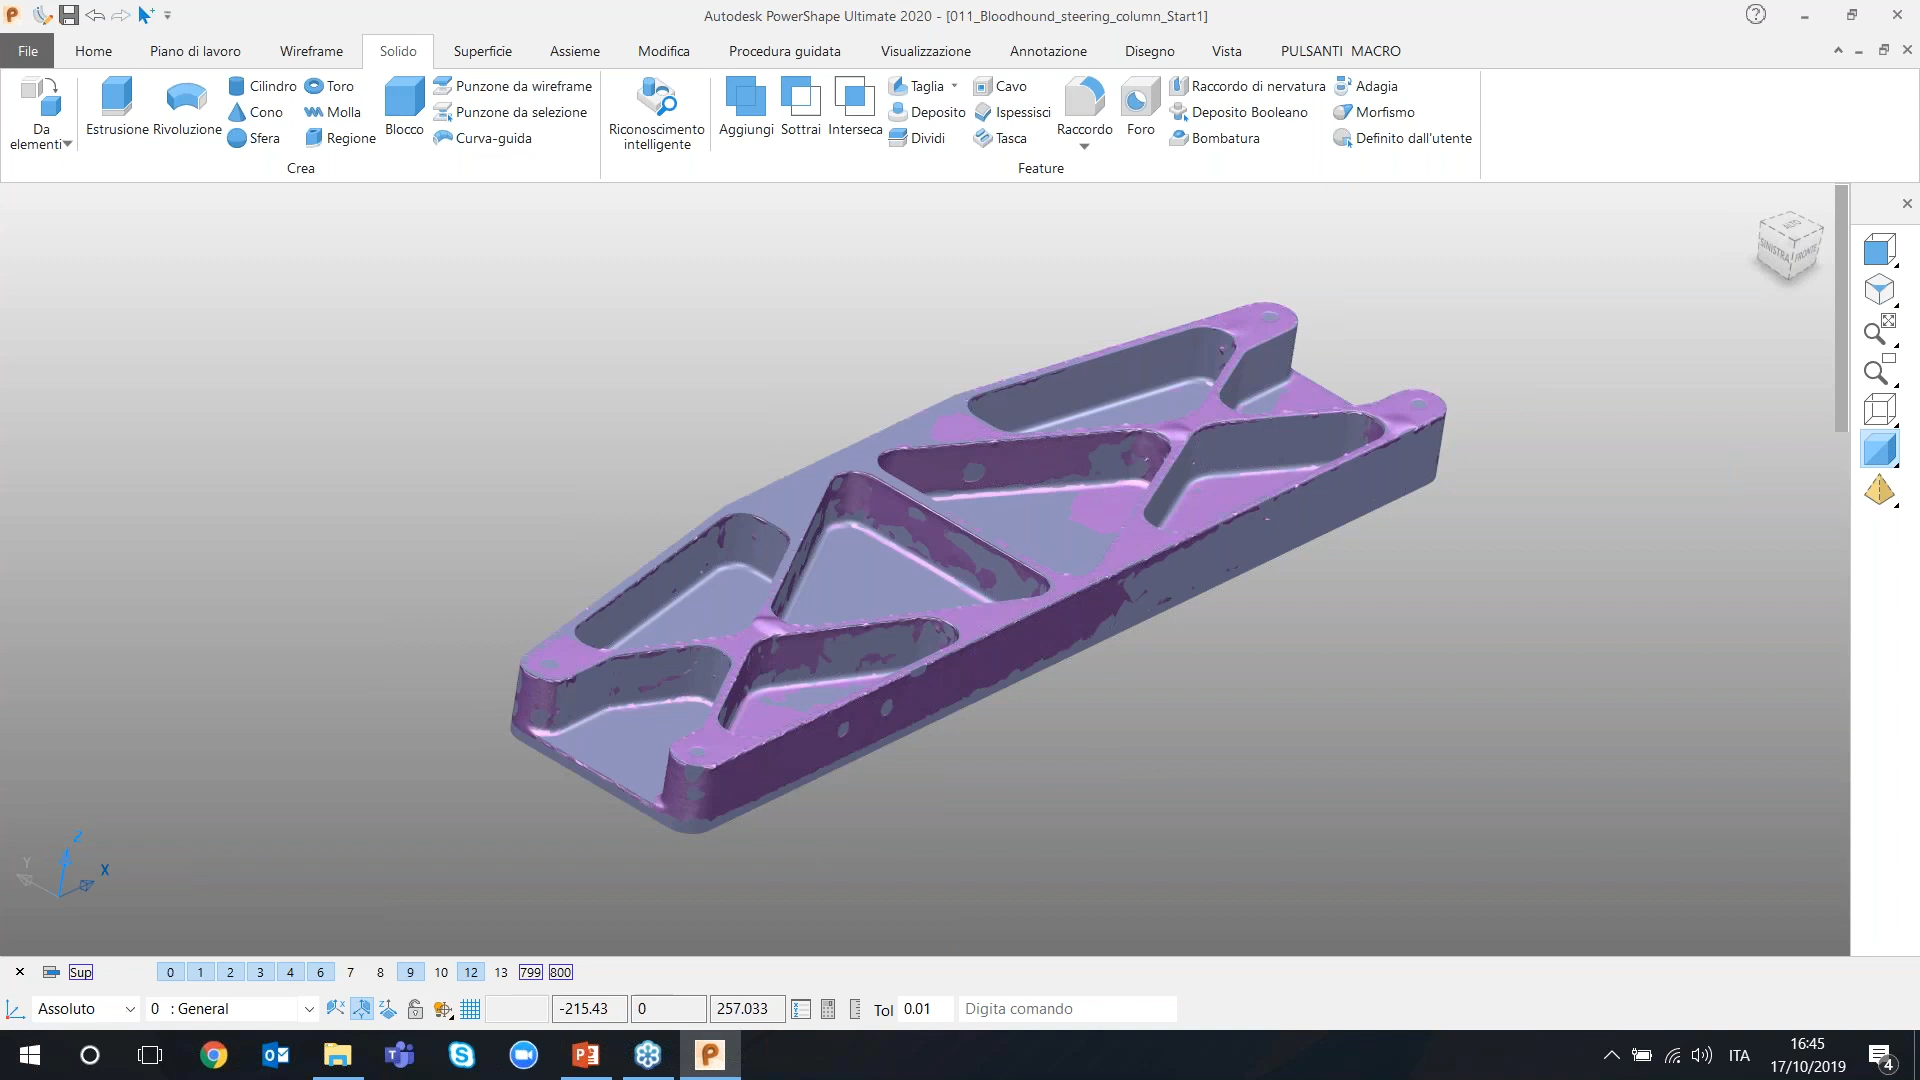 Autodesk PowerShape Ultimate 2020 - [011_Bloodhound_steering_column_Start1]
File Home Piano di lavoro Wireframe Solido Superficie Assieme Modifica Procedura guidata Visualizzazione Annotazione Disegno Vista PULSANTI MACRO
Da elementi
Estrusione
Rivoluzione
Cilindro
Cono
Sfera
Toro
Molla
Regione
Blocco
Punzone da wireframe
Punzone da selezione
Curva-guida
Crea
Riconoscimento
intelligente
Aggiungi
Sottrai
Interseca
Taglia
Deposito
Dividi
Cavo
Ispessisci
Tasca
Raccordo
Foro
Raccordo di nervatura
Deposito Booleano
Bombatura
Adagia
Morfismo
Definito dall'utente
Feature
SINISTRA FRONTE
Z
Y
X
Sup 0 1 2 3 4 6 7 8 9 10 12 13 799 800
Assoluto 0 : General -215.43 0 257.033 Tol 0.01 Digita comando
ITA
16:45
17/10/2019
4